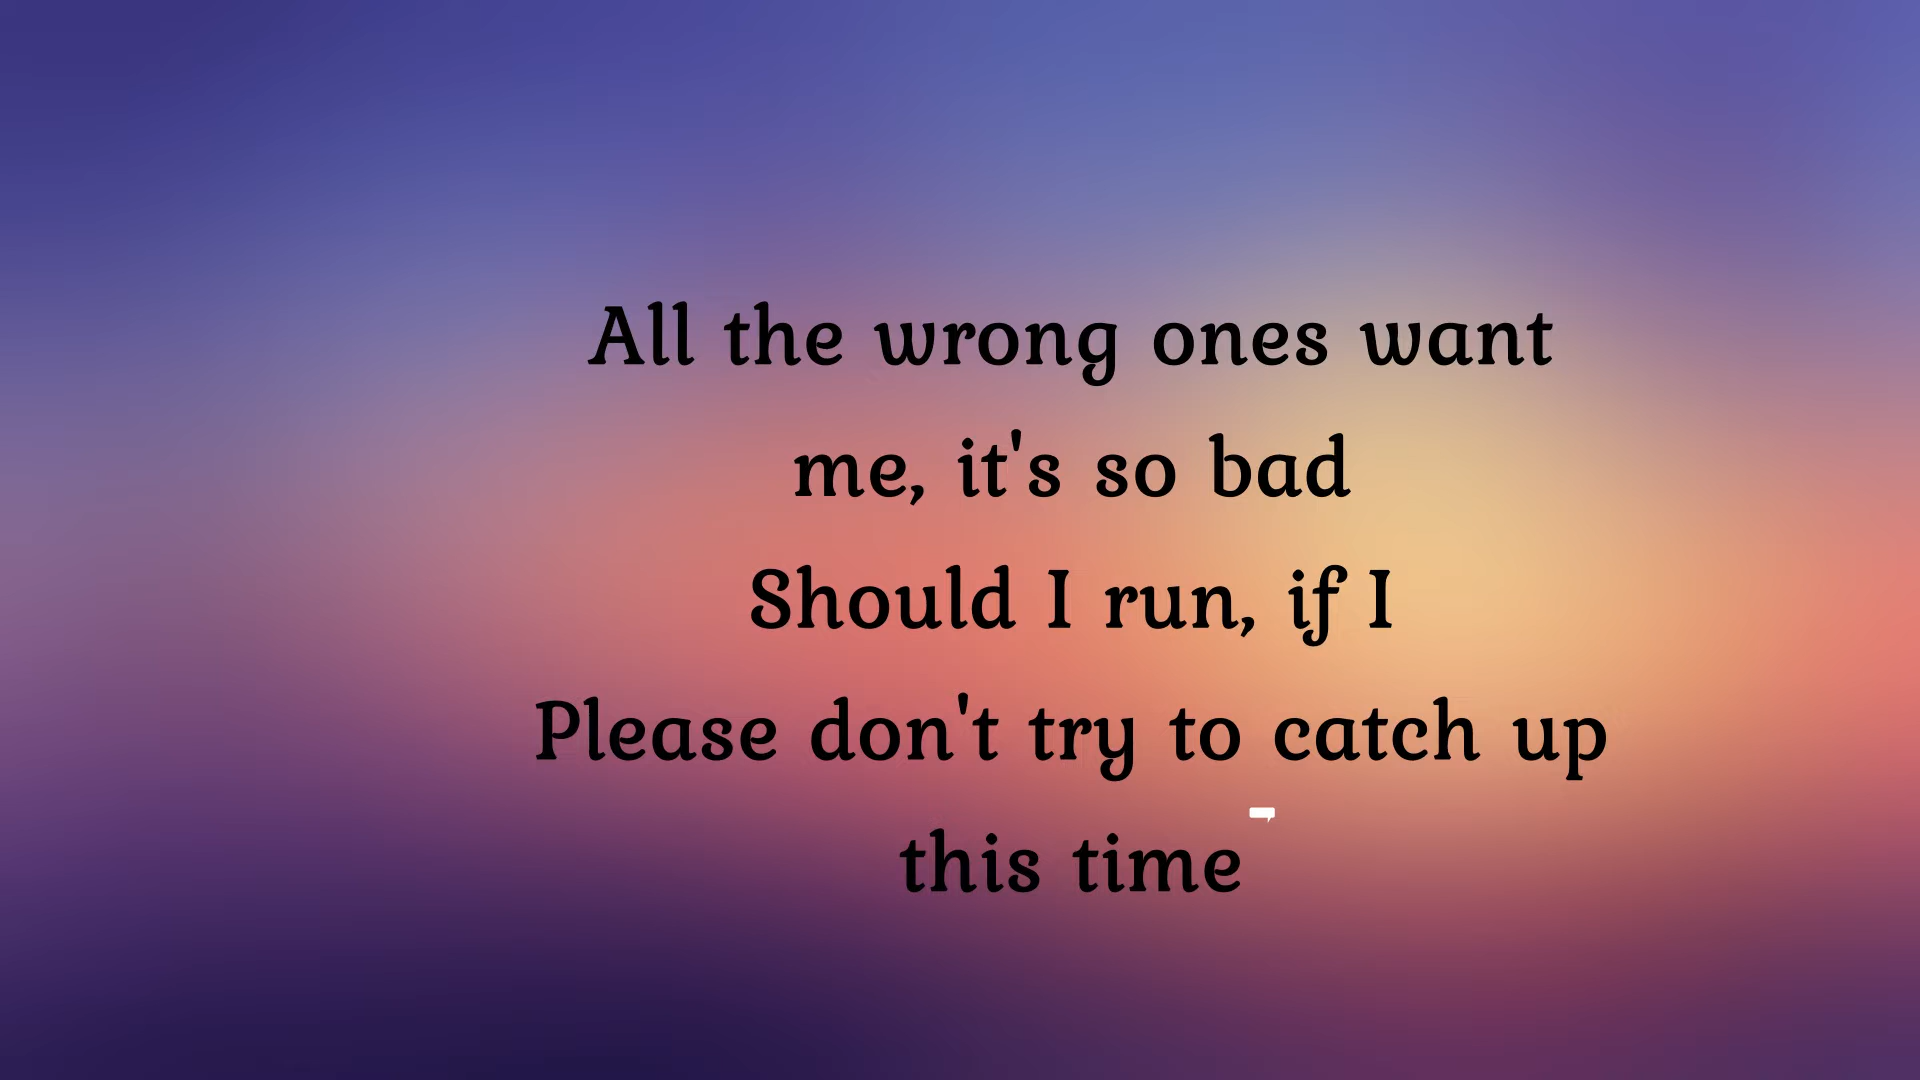 All the wrong ones want
me, it's so bad
Should I run, if I
Please don't try to catch up
this time